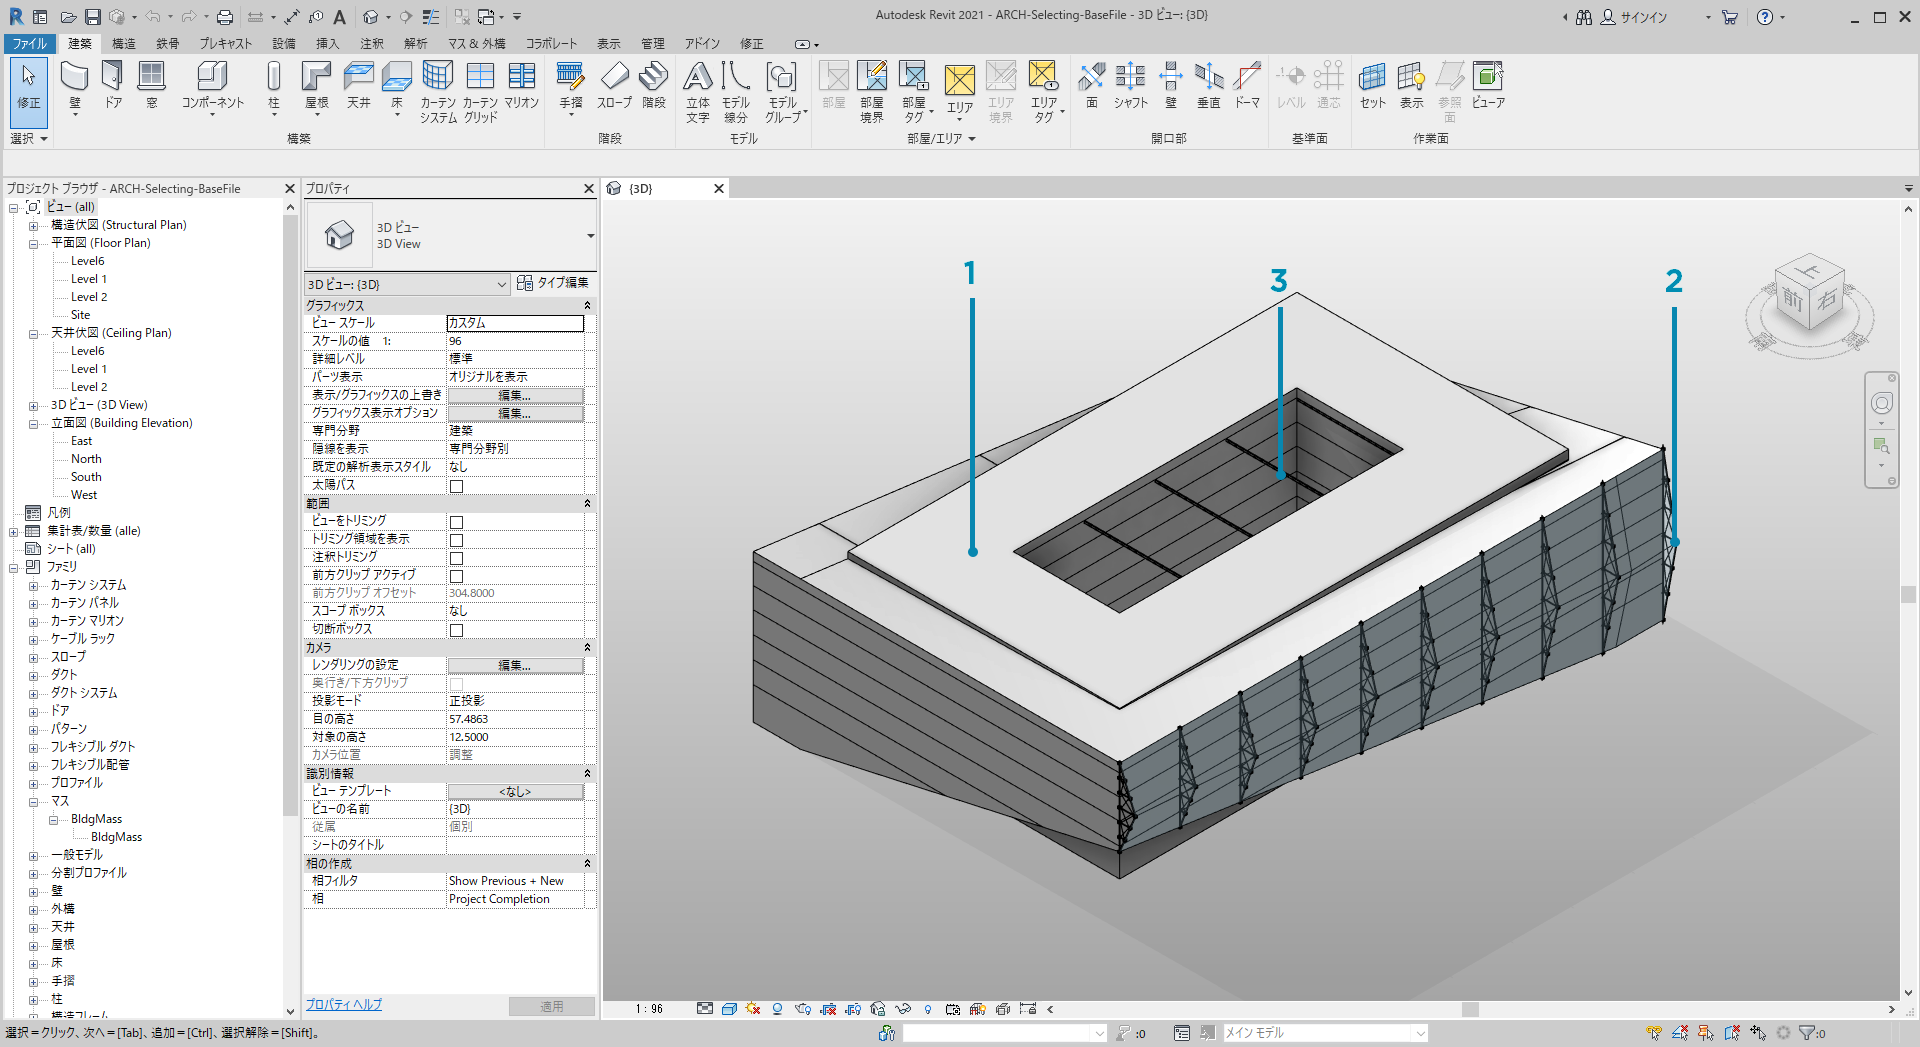 Autodesk Revit 2021 - ARCH-Selecting-BaseFile - 3D ビュー: {3D}
サインイン
ファイル 建築 構造 鉄骨 プレキャスト 設備 挿入 注釈 解析 マス & 外構 コラボレート 表示 管理 アドイン 修正
修正 壁 ドア 窓 コンポーネント 柱 屋根 天井 床 カーテン システム カーテン グリッド マリオン 手摺 スロープ 階段 立体 文字 モデル 線分 モデル グループ 部屋 部屋 境界 部屋 タグ エリア エリア 境界 エリア タグ 面 シャフト 壁 垂直 ドーマ レベル 通芯 セット 表示 参照 面 ビューア
選択 構築 階段 モデル 部屋/エリア 開口部 基準面 作業面
プロジェクト ブラウザ - ARCH-Selecting-BaseFile
ビュー (all)
構造伏図 (Structural Plan)
平面図 (Floor Plan)
Level6
Level 1
Level 2
Site
天井伏図 (Ceiling Plan)
Level6
Level 1
Level 2
3D ビュー (3D View)
立面図 (Building Elevation)
East
North
South
West
凡例
集計表/数量 (alle)
シート (all)
ファミリ
カーテン システム
カーテン パネル
カーテン マリオン
ケーブル ラック
スロープ
ダクト
ダクト システム
ドア
パターン
フレキシブル ダクト
フレキシブル配管
プロファイル
マス
BldgMass
BldgMass
一般モデル
分割プロファイル
壁
外構
天井
屋根
床
手摺
柱
構造フレーム
プロパティ
3D ビュー
3D View
3D ビュー: {3D} タイプ編集
グラフィックス
ビュー スケール カスタム
スケールの値 1: 96
詳細レベル 標準
パーツ表示 オリジナルを表示
表示/グラフィックスの上書き 編集...
グラフィックス表示オプション 編集...
専門分野 建築
隠線を表示 専門分野別
既定の解析表示スタイル なし
太陽パス
範囲
ビューをトリミング
トリミング領域を表示
注釈トリミング
前方クリップ アクティブ
前方クリップ オフセット 304.8000
スコープ ボックス なし
切断ボックス
カメラ
レンダリングの設定 編集...
奥行き/下方クリップ
投影モード 正投影
目の高さ 57.4863
対象の高さ 12.5000
カメラ位置 調整
識別情報
ビュー テンプレート <なし>
ビューの名前 {3D}
従属 個別
シートのタイトル
相の作成
相フィルタ Show Previous + New
相 Project Completion
プロパティ ヘルプ 適用
{3D}
1
3
2
上
前
右
1 : 96
選択＝クリック、次へ＝[Tab]、追加＝[Ctrl]、選択解除＝[Shift]。
:0
メイン モデル
:0